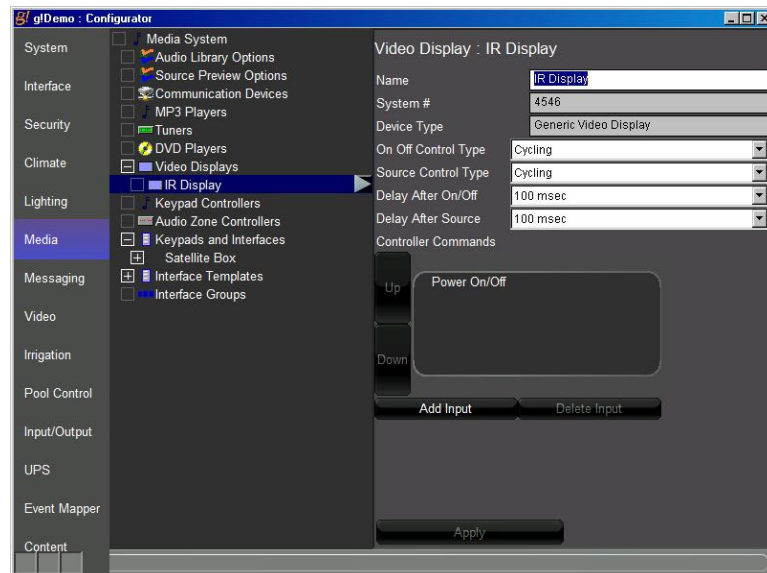 g! g!Demo : Configurator
System
Interface
Security
Climate
Lighting
Media
Messaging
Video
Irrigation
Pool Control
Input/Output
UPS
Event Mapper
Content
Media System
Audio Library Options
Source Preview Options
Communication Devices
MP3 Players
Tuners
DVD Players
Video Displays
IR Display
Keypad Controllers
Audio Zone Controllers
Keypads and Interfaces
Satellite Box
Interface Templates
Interface Groups
Video Display : IR Display
Name IR Display
System # 4546
Device Type Generic Video Display
On Off Control Type Cycling
Source Control Type Cycling
Delay After On/Off 100 msec
Delay After Source 100 msec
Controller Commands
Up
Power On/Off
Down
Add Input Delete Input
Apply